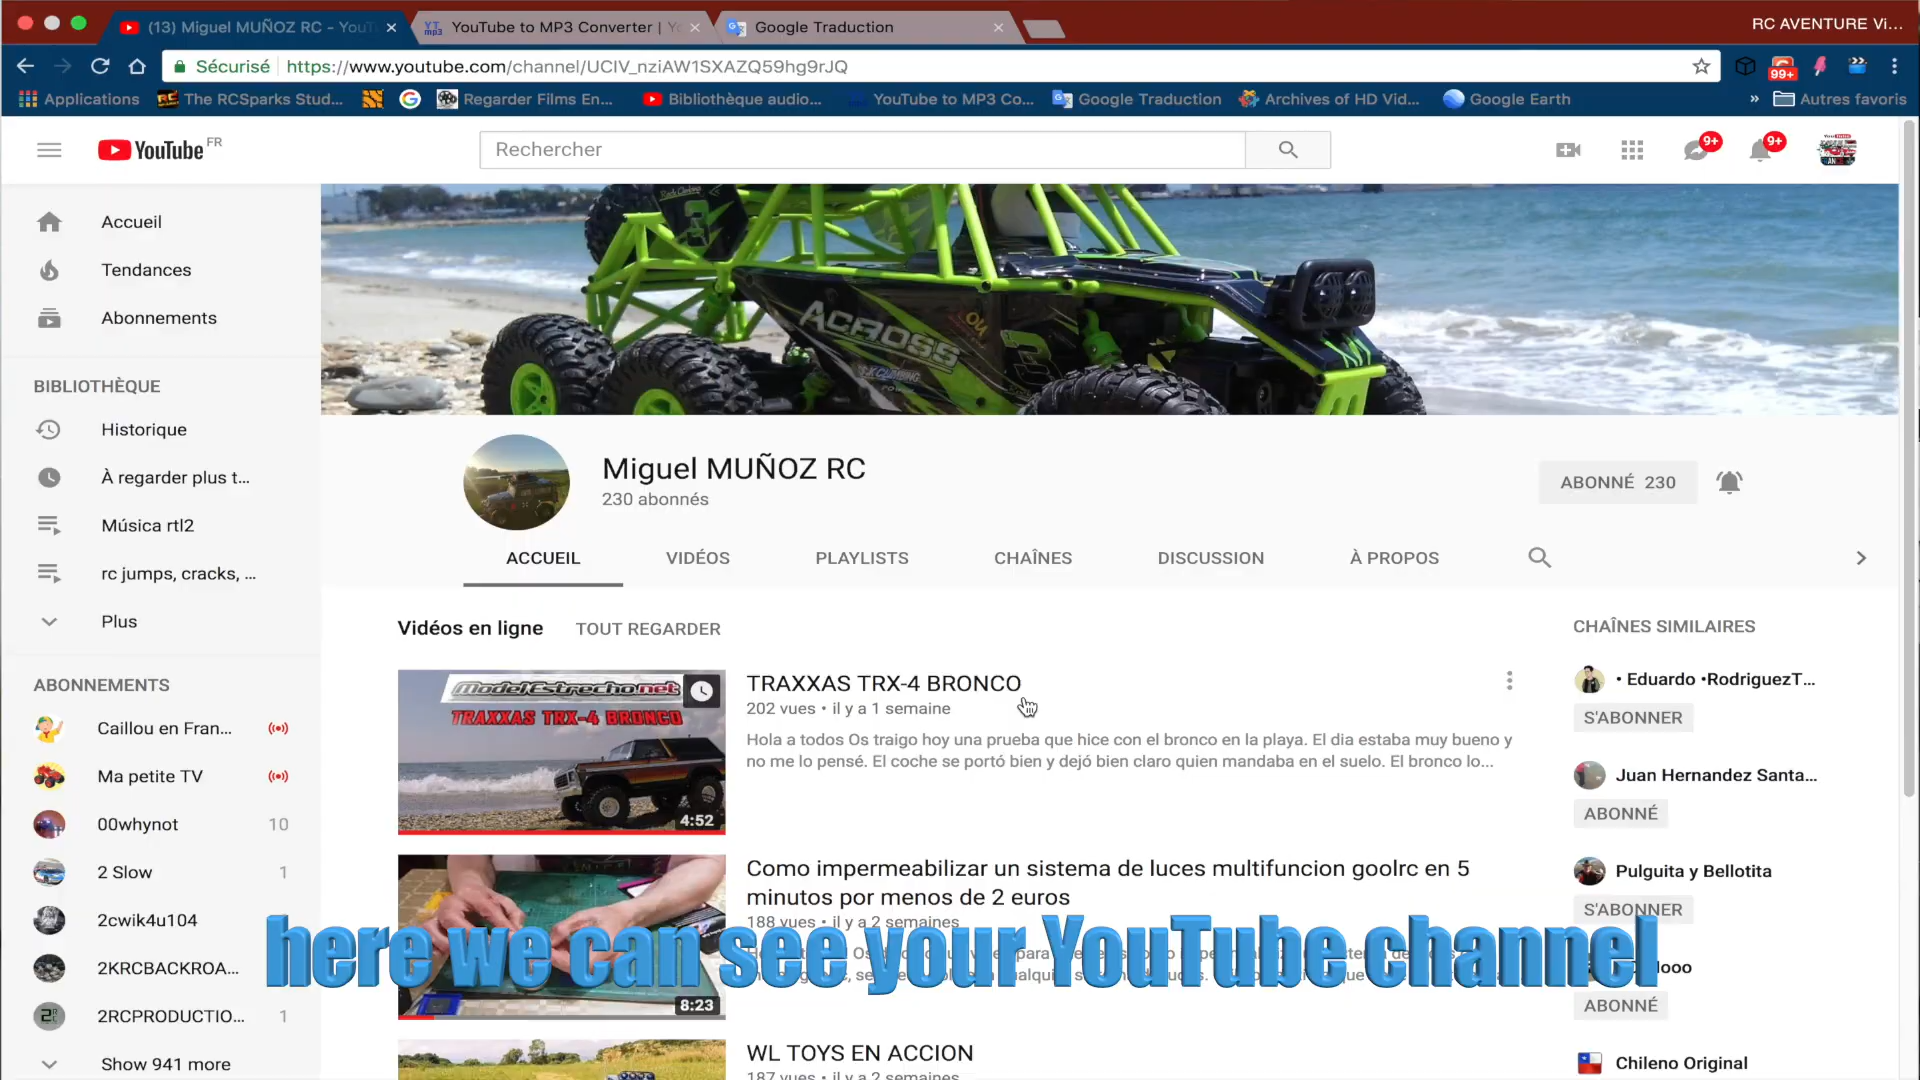 (13) Miguel MUÑOZ RC - YouT
YouTube to MP3 Converter |
Google Traduction
RC AVENTURE Vi...
Sécurisé
https://www.youtube.com/channel/UCIV_nziAW1SXAZQ59hg9rJQ
99+
Applications
The RCSparks Stud...
Regarder Films En...
Bibliothèque audio...
YouTube to MP3 Co...
Google Traduction
Archives of HD Vid...
Google Earth
»
Autres favoris
YouTube FR
Rechercher
9+
9+
Accueil
Tendances
Abonnements
BIBLIOTHÈQUE
Historique
À regarder plus t...
Música rtl2
rc jumps, cracks, ...
Plus
ABONNEMENTS
Caillou en Fran...
Ma petite TV
00whynot 10
2 Slow 1
2cwik4u104
2KRCBACKROA...
2RCPRODUCTIO... 1
Show 941 more
ACROSS
3
Miguel MUÑOZ RC
230 abonnés
ABONNÉ 230
ACCUEIL
VIDÉOS
PLAYLISTS
CHAÎNES
DISCUSSION
À PROPOS
Vidéos en ligne
TOUT REGARDER
ModelEstrecho.net
TRAXXAS TRX-4 BRONCO
4:52
TRAXXAS TRX-4 BRONCO
202 vues • il y a 1 semaine
Hola a todos Os traigo hoy una prueba que hice con el bronco en la playa. El dia estaba muy bueno y
no me lo pensé. El coche se portó bien y dejó bien claro quien mandaba en el suelo. El bronco lo...
8:23
Como impermeabilizar un sistema de luces multifuncion goolrc en 5
minutos por menos de 2 euros
188 vues • il y a 2 semaines
here we can see your YouTube channel
WL TOYS EN ACCION
187 vues • il y a 2 semaines
CHAÎNES SIMILAIRES
• Eduardo •RodriguezT...
S'ABONNER
Juan Hernandez Santa...
ABONNÉ
Pulguita y Bellotita
S'ABONNER
ABONNÉ
Chileno Original